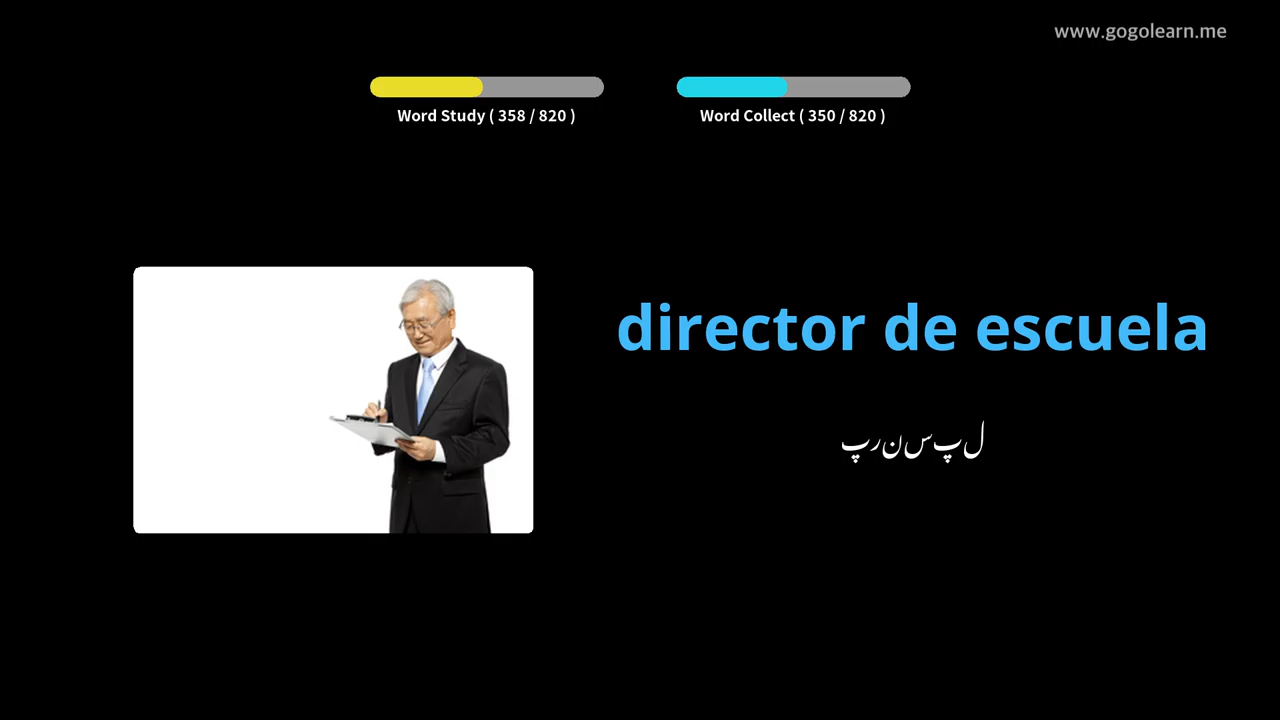 www.gogolearn.me
Word Study ( 358 / 820 )
Word Collect ( 350 / 820 )
director de escuela
پرنسپل